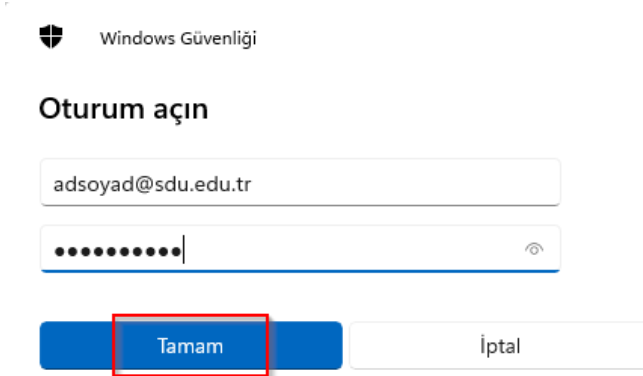 Windows Güvenliği
Oturum açın
adsoyad@sdu.edu.tr
●●●●●●●●●●
Tamam
İptal